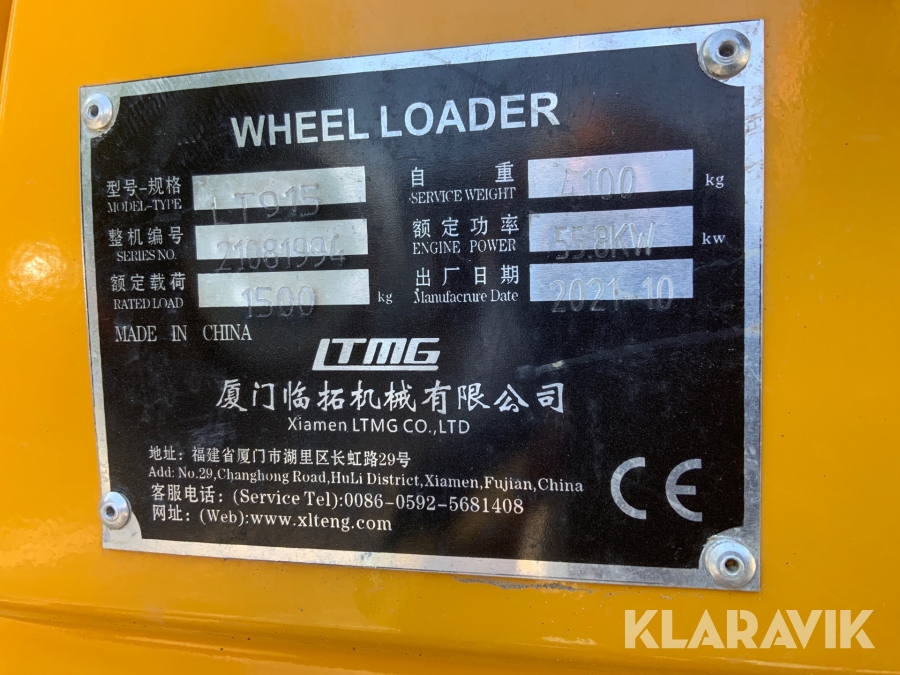 WHEEL LOADER
型号-规格
MODEL-TYPE LT915
整机编号
SERIES NO. 21081994
额定载荷
RATED LOAD 1500 kg
自 重
SERVICE WEIGHT 4100 kg
额定功率
ENGINE POWER 55.8KW kw
出厂日期
Manufacrure Date 2021-10
MADE IN CHINA
LTMG
厦门临拓机械有限公司
Xiamen LTMG CO.,LTD
地址: 福建省厦门市湖里区长虹路29号
Add: No.29,Changhong Road,HuLi District,Xiamen,Fujian,China
客服电话: (Service Tel):0086-0592-5681408
网址: (Web):www.xlteng.com
CE
KLARAVIK